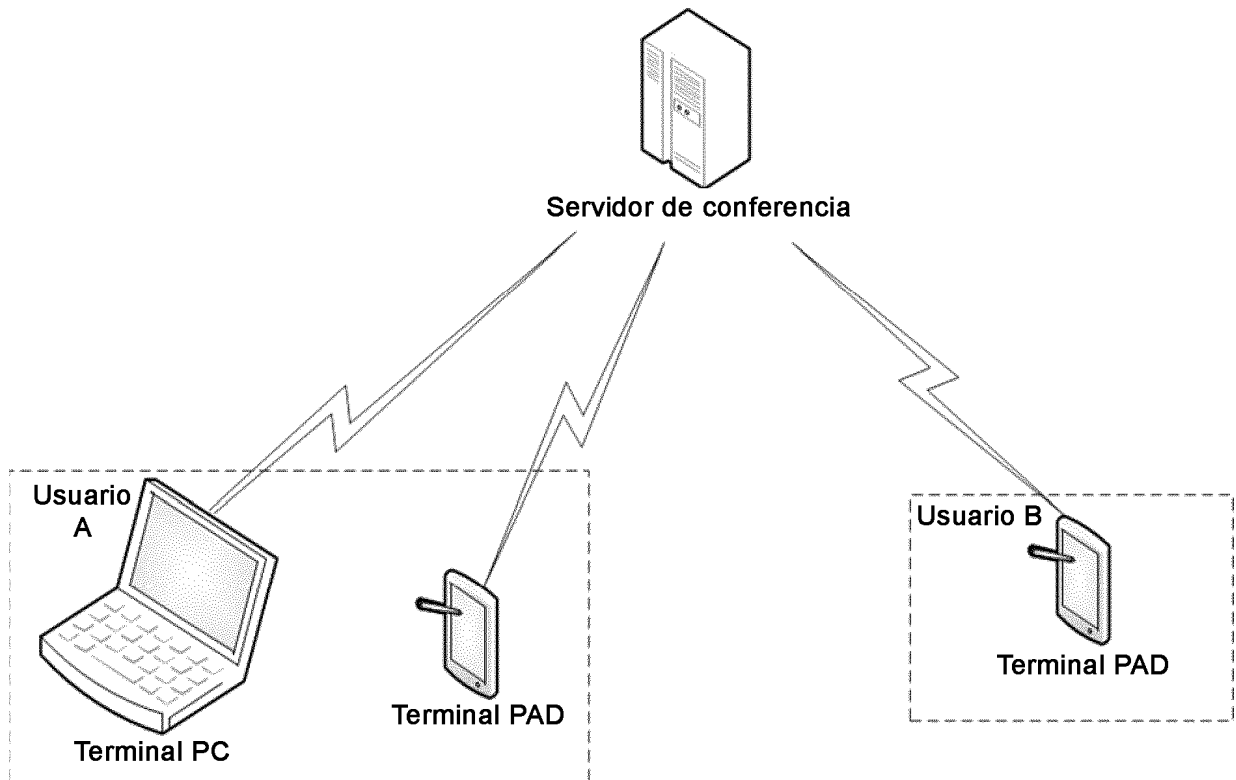 Servidor de conferencia
Usuario
A
Usuario B
Terminal PAD
Terminal PAD
Terminal PC